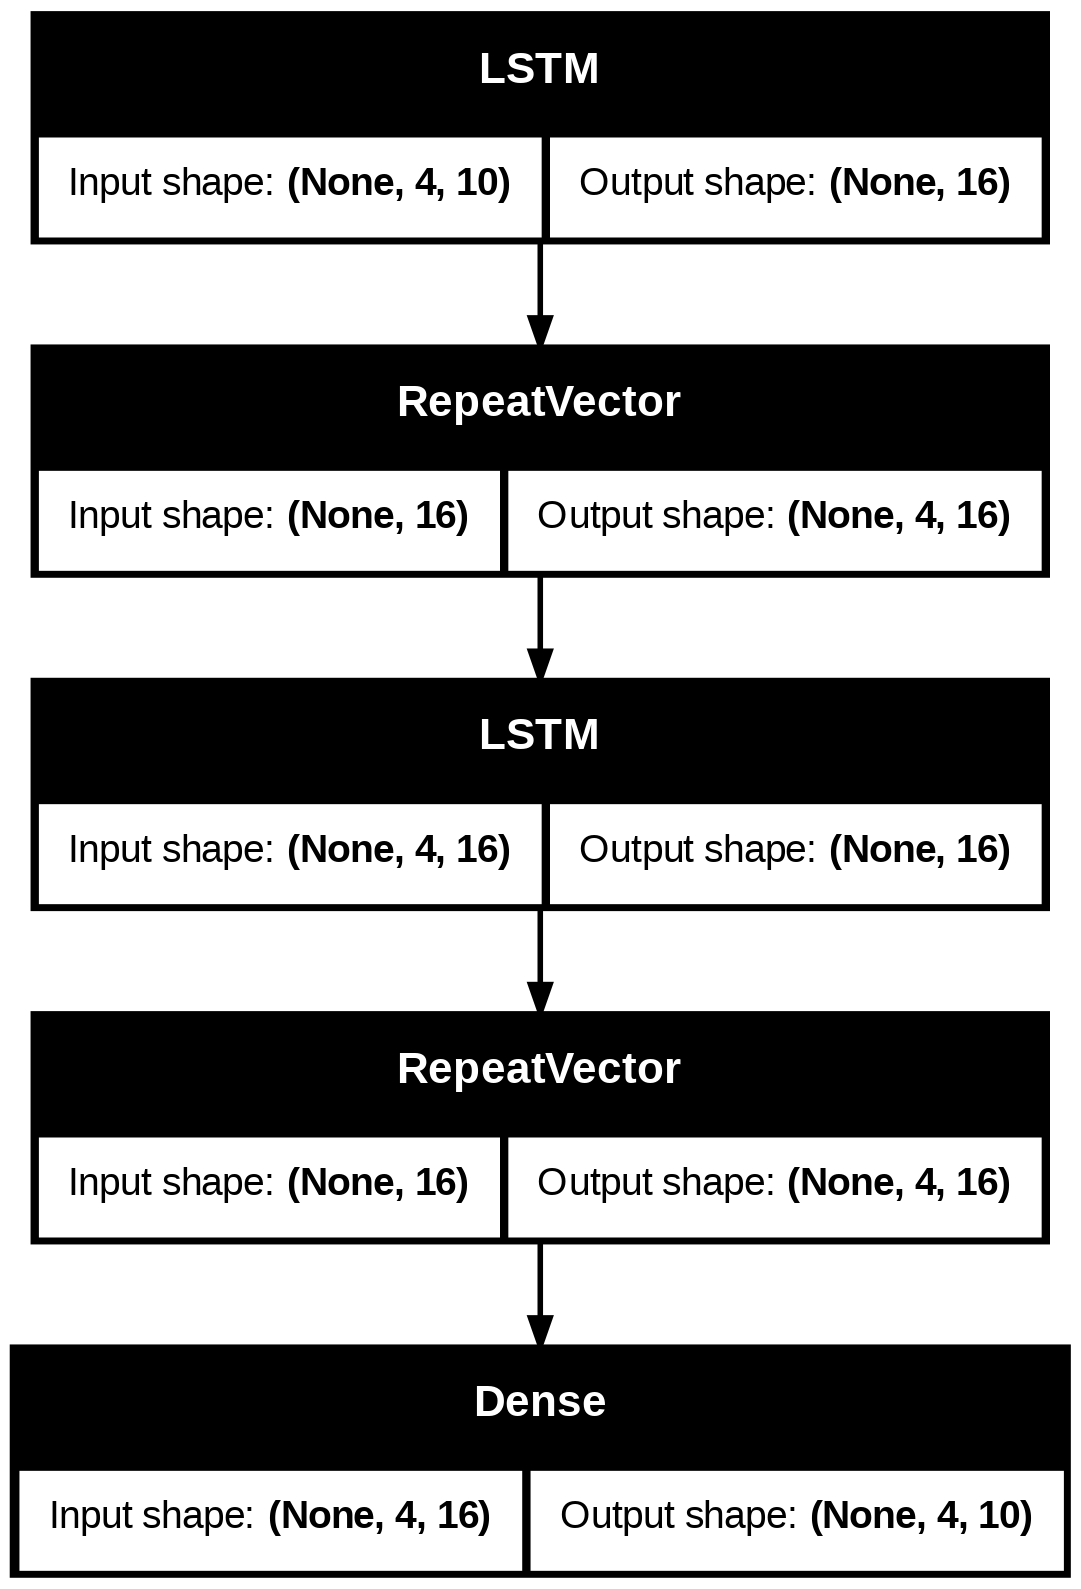 LSTM
Input shape: (None, 4, 10) Output shape: (None, 16)
RepeatVector
Input shape: (None, 16) Output shape: (None, 4, 16)
LSTM
Input shape: (None, 4, 16) Output shape: (None, 16)
RepeatVector
Input shape: (None, 16) Output shape: (None, 4, 16)
Dense
Input shape: (None, 4, 16) Output shape: (None, 4, 10)